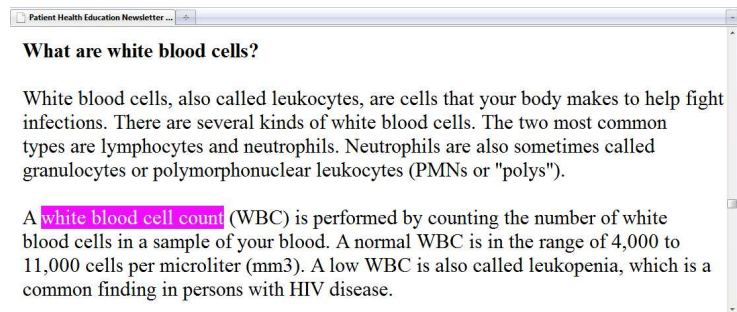 Patient Health Education Newsletter ...
What are white blood cells?
White blood cells, also called leukocytes, are cells that your body makes to help fight
infections. There are several kinds of white blood cells. The two most common
types are lymphocytes and neutrophils. Neutrophils are also sometimes called
granulocytes or polymorphonuclear leukocytes (PMNs or "polys").
A white blood cell count (WBC) is performed by counting the number of white
blood cells in a sample of your blood. A normal WBC is in the range of 4,000 to
11,000 cells per microliter (mm3). A low WBC is also called leukopenia, which is a
common finding in persons with HIV disease.